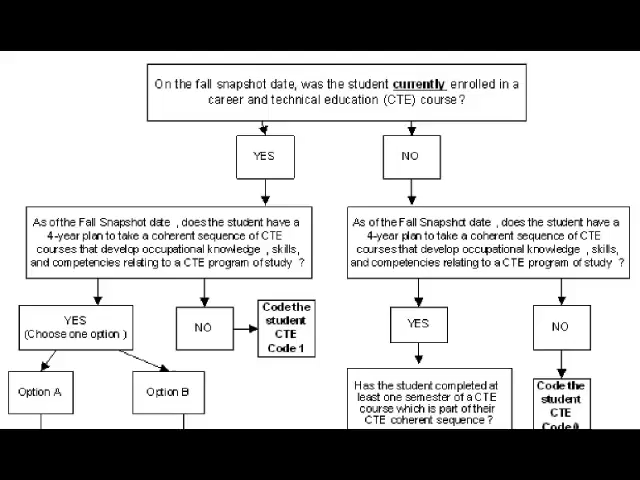 On the fall snapshot date, was the student currently enrolled in a
career and technical education (CTE) course?
YES
NO
As of the Fall Snapshot date , does the student have a
4-year plan to take a coherent sequence of CTE
courses that develop occupational knowledge , skills,
and competencies relating to a CTE program of study ?
As of the Fall Snapshot date , does the student have a
4-year plan to take a coherent sequence of CTE
courses that develop occupational knowledge , skills,
and competencies relating to a CTE program of study ?
YES
(Choose one option )
NO
Code the
student
CTE
Code 1
YES
NO
Option A
Option B
Has the student completed at
least one semester of a CTE
course which is part of their
CTE coherent sequence ?
Code the
student
CTE
Code 0